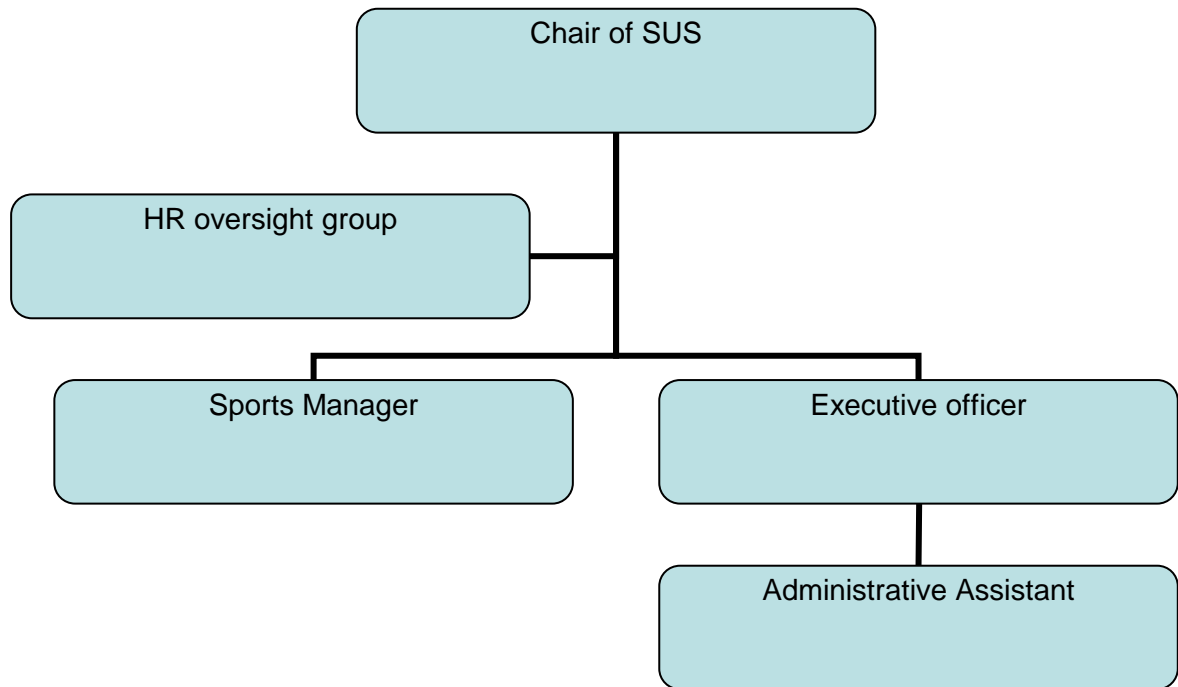 Chair of SUS
HR oversight group
Sports Manager
Executive officer
Administrative Assistant